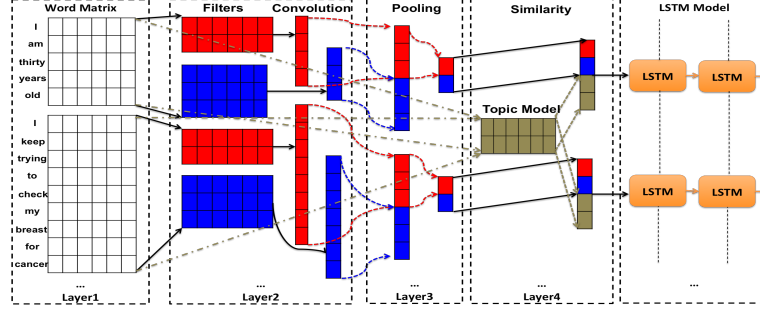 Word Matrix
Filters
Convolution
Pooling
Similarity
LSTM Model
I
am
thirty
years
old
I
keep
trying
to
check
my
breast
for
cancer
Topic Model
LSTM
LSTM
LSTM
LSTM
...
...
...
...
...
Layer1
Layer2
Layer3
Layer4